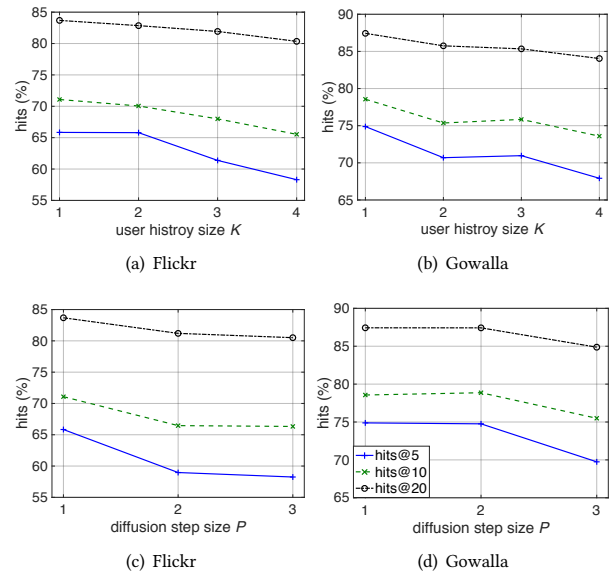 85
80
75
70
65
60
55
hits (%)
1 2 3 4
user histroy size K
(a) Flickr
90
85
80
75
70
65
hits (%)
1 2 3 4
user histroy size K
(b) Gowalla
85
80
75
70
65
60
55
hits (%)
1 2 3
diffusion step size P
(c) Flickr
90
85
80
75
70
65
hits (%)
hits@5
hits@10
hits@20
1 2 3
diffusion step size P
(d) Gowalla